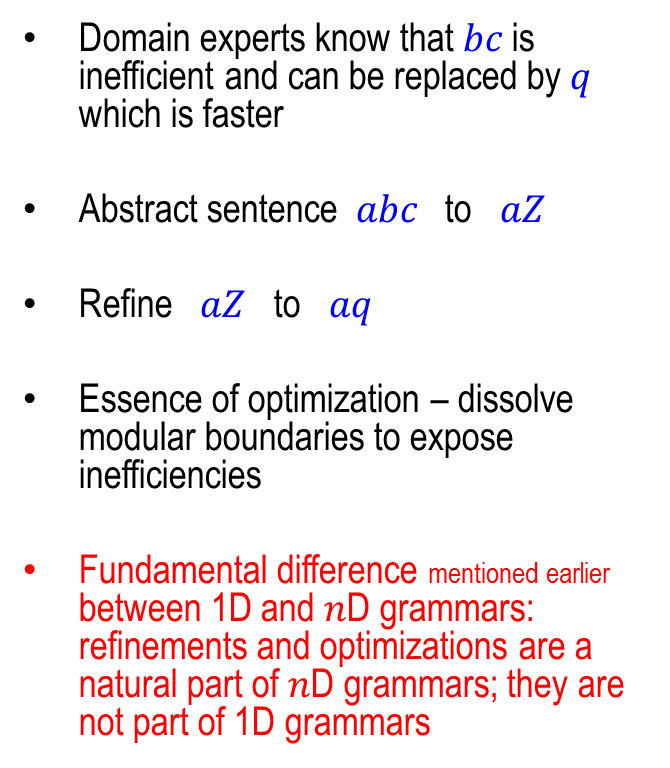 • Domain experts know that bc is
inefficient and can be replaced by q
which is faster
• Abstract sentence abc to aZ
• Refine aZ to aq
• Essence of optimization – dissolve
modular boundaries to expose
inefficiencies
• Fundamental difference mentioned earlier
between 1D and nD grammars:
refinements and optimizations are a
natural part of nD grammars; they are
not part of 1D grammars